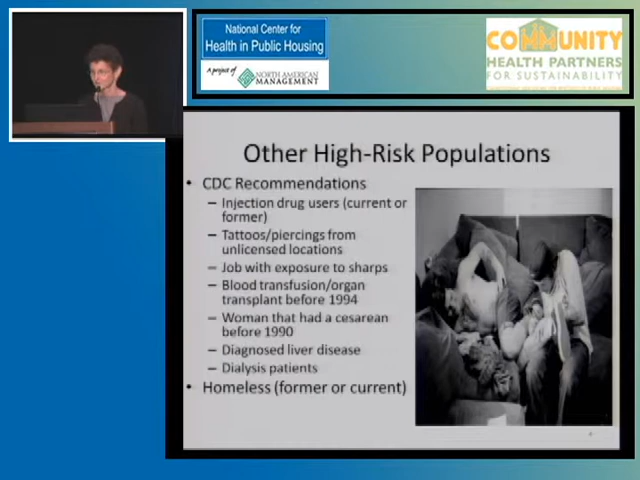 National Center for
Health in Public Housing
A project of
NORTH AMERICAN
MANAGEMENT
COMMUNITY
HEALTH PARTNERS
FOR SUSTAINABILITY
Other High-Risk Populations
• CDC Recommendations
– Injection drug users (current or
former)
– Tattoos/piercings from
unlicensed locations
– Job with exposure to sharps
– Blood transfusion/organ
transplant before 1994
– Woman that had a cesarean
before 1990
– Diagnosed liver disease
– Dialysis patients
• Homeless (former or current)